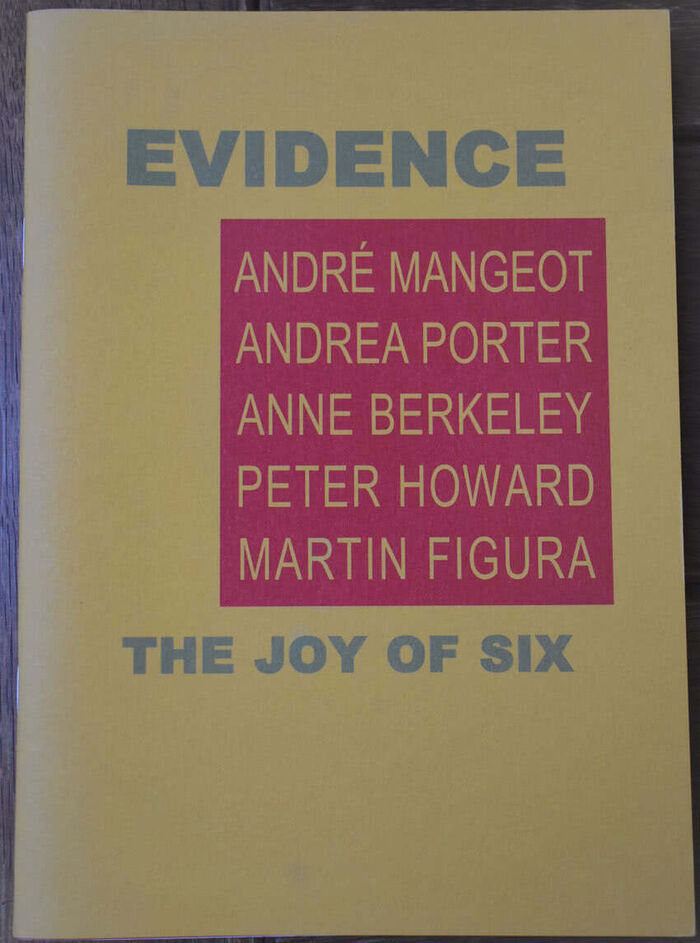 EVIDENCE
ANDRÉ MANGEOT
ANDREA PORTER
ANNE BERKELEY
PETER HOWARD
MARTIN FIGURA
THE JOY OF SIX